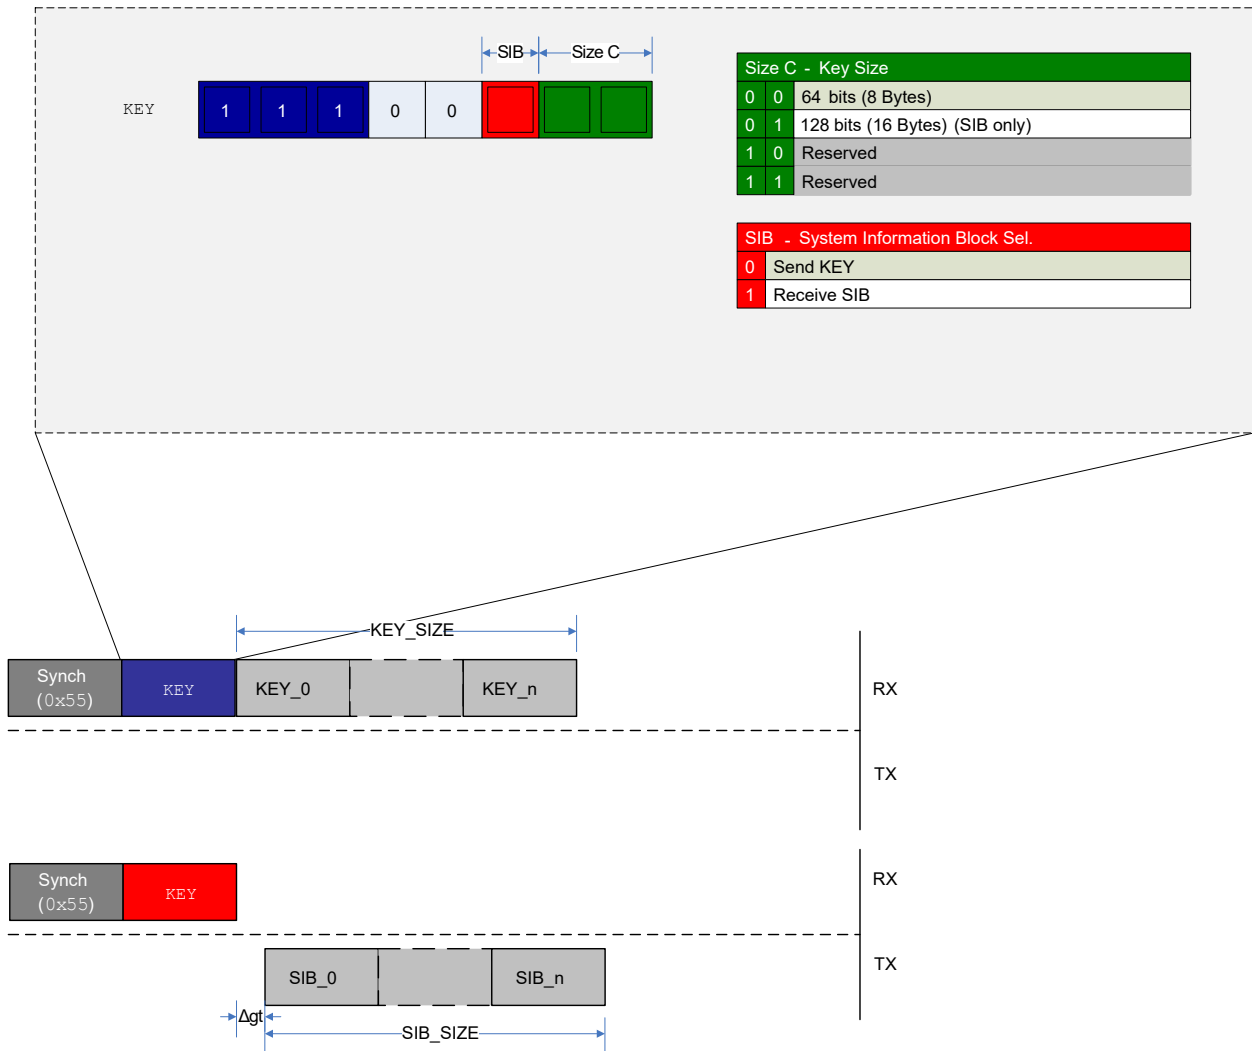 SIB Size C
KEY 1 1 1 0 0
Size C - Key Size
0 0 64 bits (8 Bytes)
0 1 128 bits (16 Bytes) (SIB only)
1 0 Reserved
1 1 Reserved
SIB - System Information Block Sel.
0 Send KEY
1 Receive SIB
KEY_SIZE
Synch
(0x55)
KEY
KEY_0
KEY_n
RX
TX
Synch
(0x55)
KEY
RX
SIB_0
SIB_n
TX
Δgt
SIB_SIZE